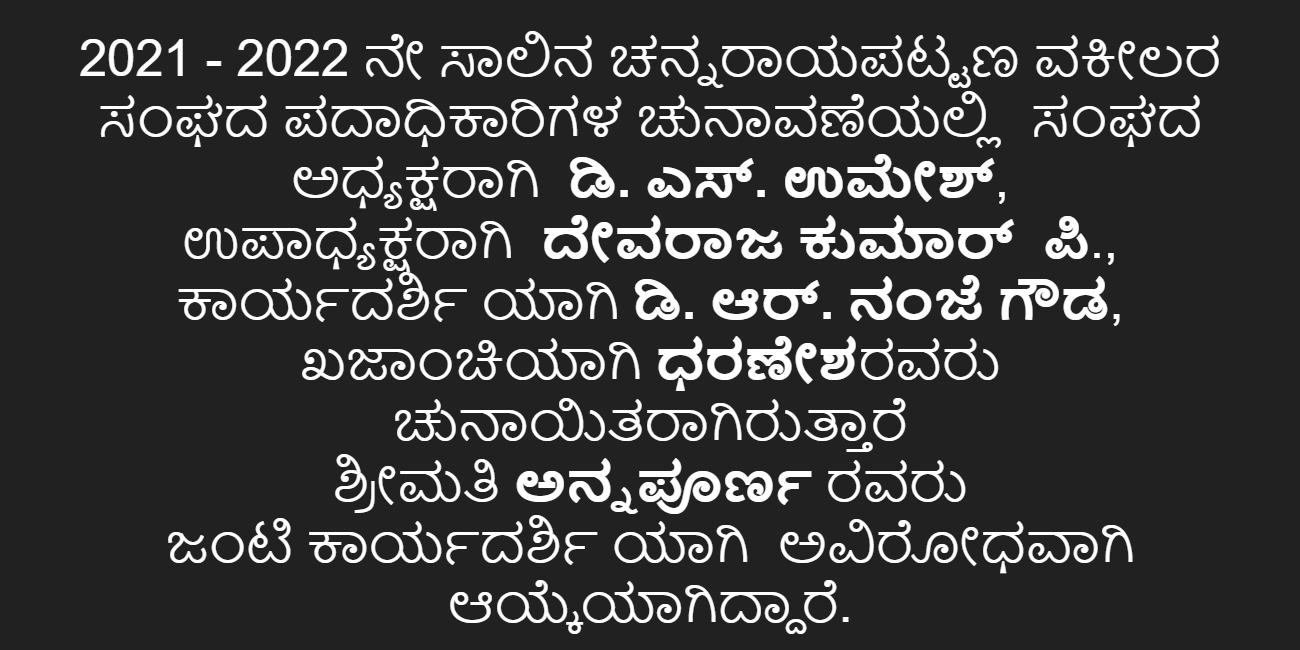 2021 - 2022 ನೇ ಸಾಲಿನ ಚನ್ನರಾಯಪಟ್ಟಣ ವಕೀಲರ
ಸಂಘದ ಪದಾಧಿಕಾರಿಗಳ ಚುನಾವಣೆಯಲ್ಲಿ ಸಂಘದ
ಅಧ್ಯಕ್ಷರಾಗಿ ಡಿ. ಎಸ್. ಉಮೇಶ್,
ಉಪಾಧ್ಯಕ್ಷರಾಗಿ ದೇವರಾಜ ಕುಮಾರ್ ಪಿ.,
ಕಾರ್ಯದರ್ಶಿ ಯಾಗಿ ಡಿ. ಆರ್. ನಂಜೆ ಗೌಡ,
ಖಜಾಂಚಿಯಾಗಿ ಧರಣೇಶರವರು
ಚುನಾಯಿತರಾಗಿರುತ್ತಾರೆ
ಶ್ರೀಮತಿ ಅನ್ನಪೂರ್ಣ ರವರು
ಜಂಟಿ ಕಾರ್ಯದರ್ಶಿ ಯಾಗಿ ಅವಿರೋಧವಾಗಿ
ಆಯ್ಕೆಯಾಗಿದ್ದಾರೆ.